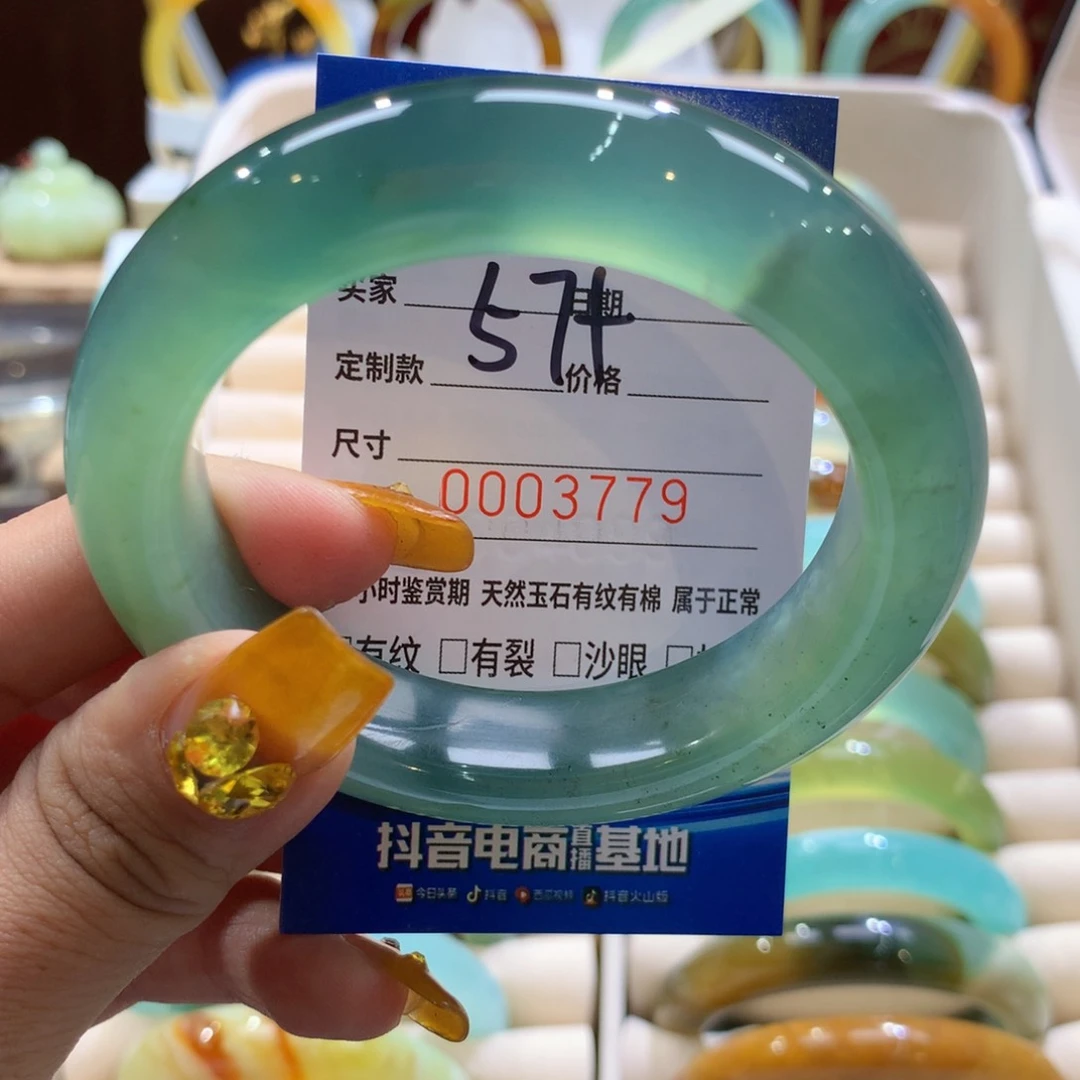 买家 日期
57
定制款 价格
尺寸
0003779
小时鉴赏期 天然玉石有纹有棉 属于正常
有纹 □有裂 □沙眼 □
抖音电商直播基地
今日头条 抖音 西瓜视频 抖音火山版